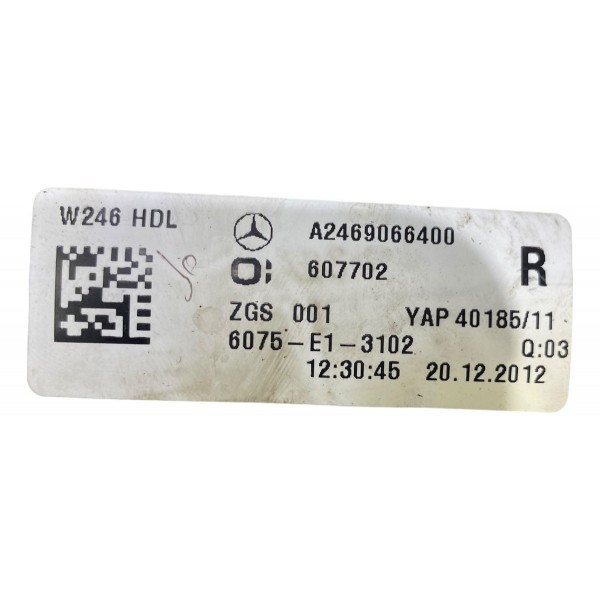 W246 HDL
A2469066400
607702
R
ZGS 001 YAP 40185/11
6075-E1-3102 Q:03
12:30:45 20.12.2012